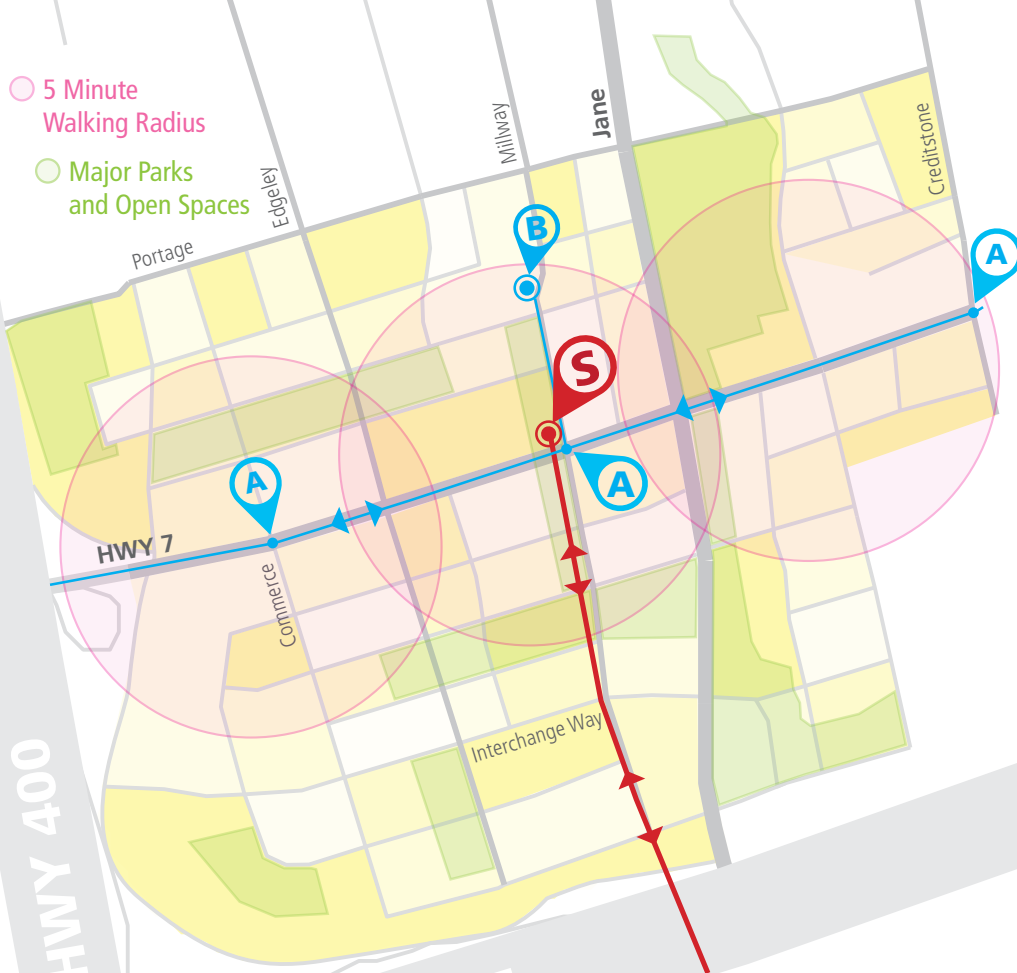 5 Minute
Walking Radius
Major Parks
and Open Spaces
Portage
Edgeley
Millway
Jane
Creditstone
B
A
S
A
A
HWY 7
Commerce
Interchange Way
HWY 400